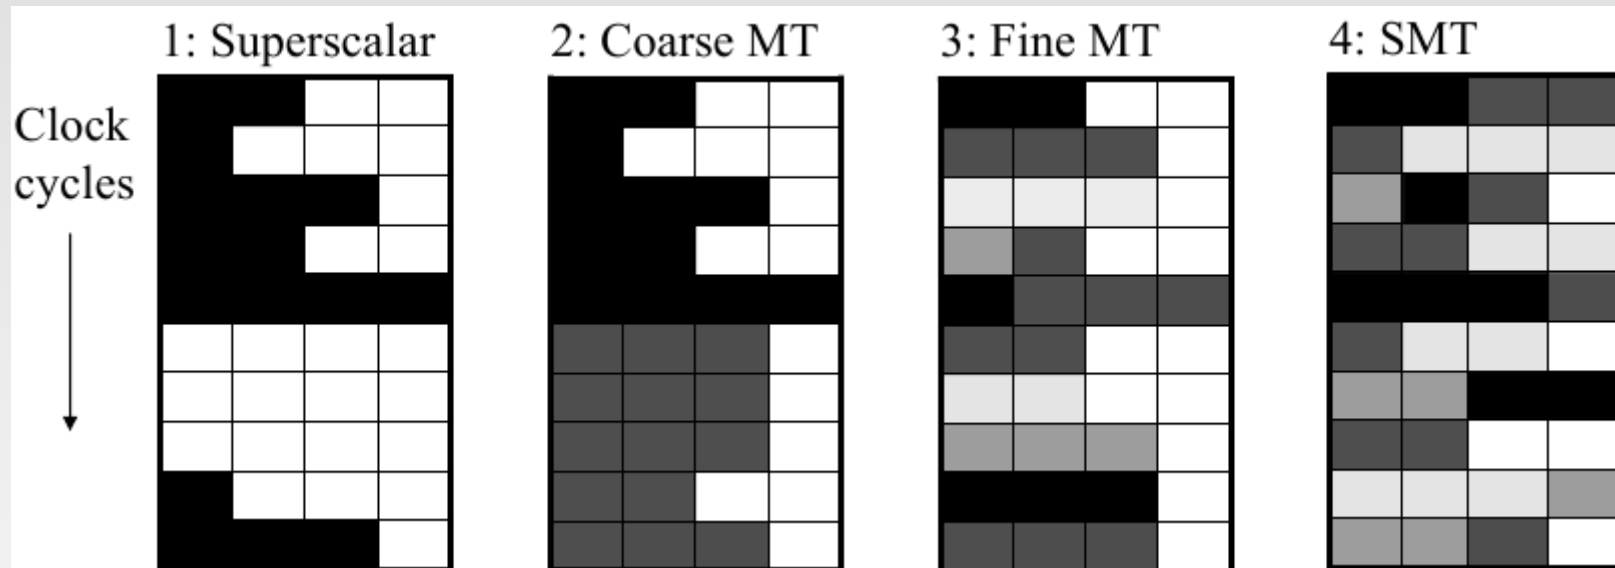 1: Superscalar
2: Coarse MT
3: Fine MT
4: SMT
Clock
cycles